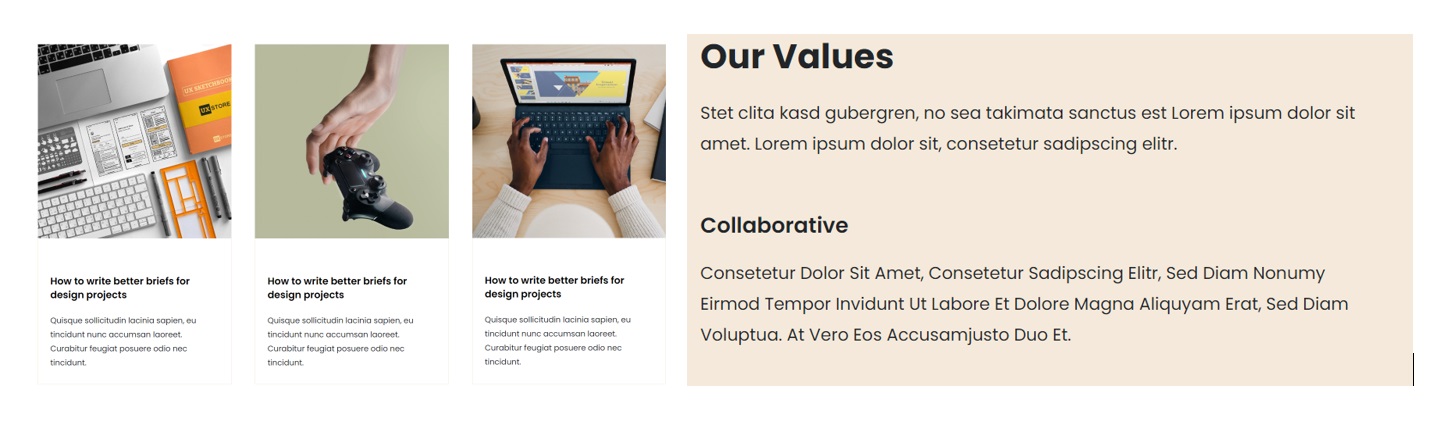 UX SKETCHBOOK
UX STORE
How to write better briefs for
design projects
Quisque sollicitudin lacinia sapien, eu
tincidunt nunc accumsan laoreet.
Curabitur feugiat posuere odio nec
tincidunt.
How to write better briefs for
design projects
Quisque sollicitudin lacinia sapien, eu
tincidunt nunc accumsan laoreet.
Curabitur feugiat posuere odio nec
tincidunt.
How to write better briefs for
design projects
Quisque sollicitudin lacinia sapien, eu
tincidunt nunc accumsan laoreet.
Curabitur feugiat posuere odio nec
tincidunt.
Our Values
Stet clita kasd gubergren, no sea takimata sanctus est Lorem ipsum dolor sit
amet. Lorem ipsum dolor sit, consetetur sadipscing elitr.
Collaborative
Consetetur Dolor Sit Amet, Consetetur Sadipscing Elitr, Sed Diam Nonumy
Eirmod Tempor Invidunt Ut Labore Et Dolore Magna Aliquyam Erat, Sed Diam
Voluptua. At Vero Eos Accusamjusto Duo Et.